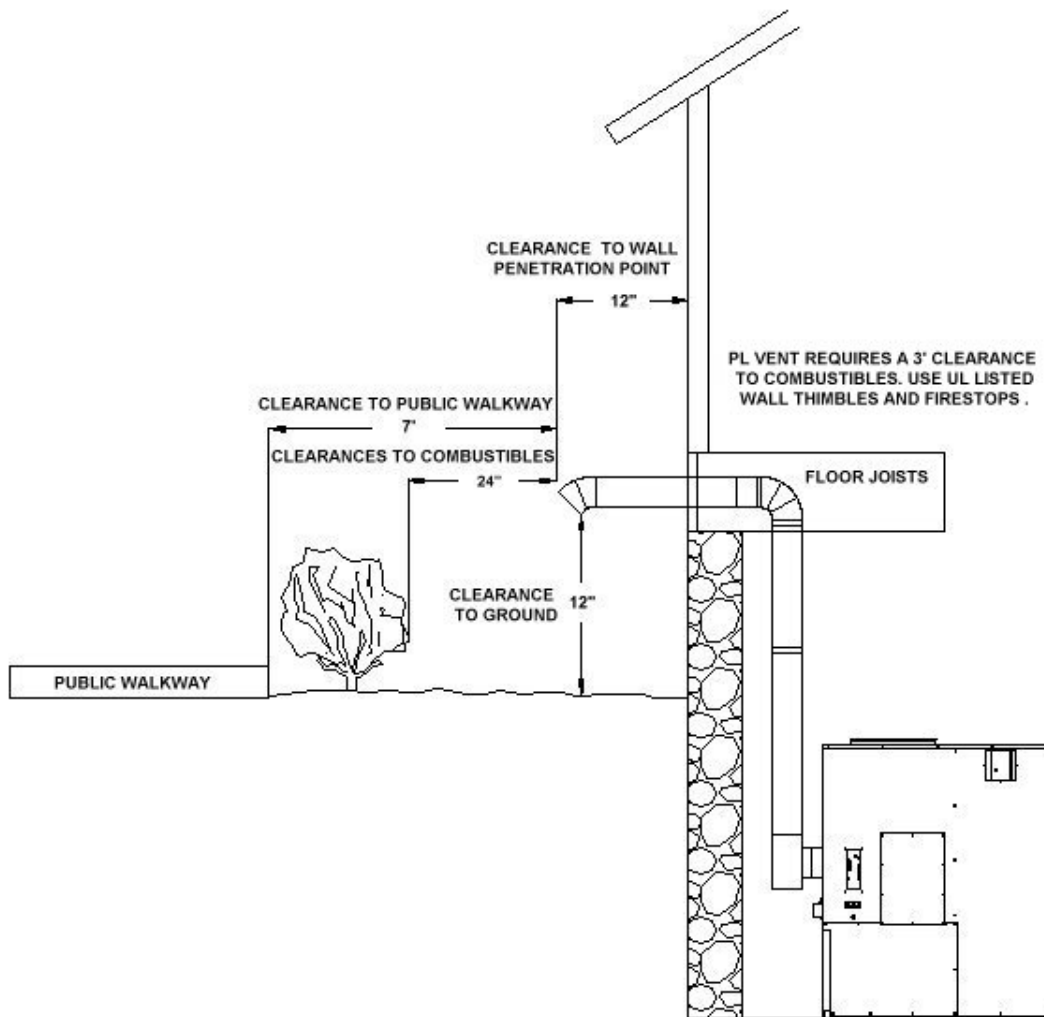 CLEARANCE TO WALL
PENETRATION POINT
12"
PL VENT REQUIRES A 3' CLEARANCE
TO COMBUSTIBLES. USE UL LISTED
WALL THIMBLES AND FIRESTOPS .
CLEARANCE TO PUBLIC WALKWAY
7'
CLEARANCES TO COMBUSTIBLES
24"
FLOOR JOISTS
CLEARANCE
TO GROUND
12"
PUBLIC WALKWAY